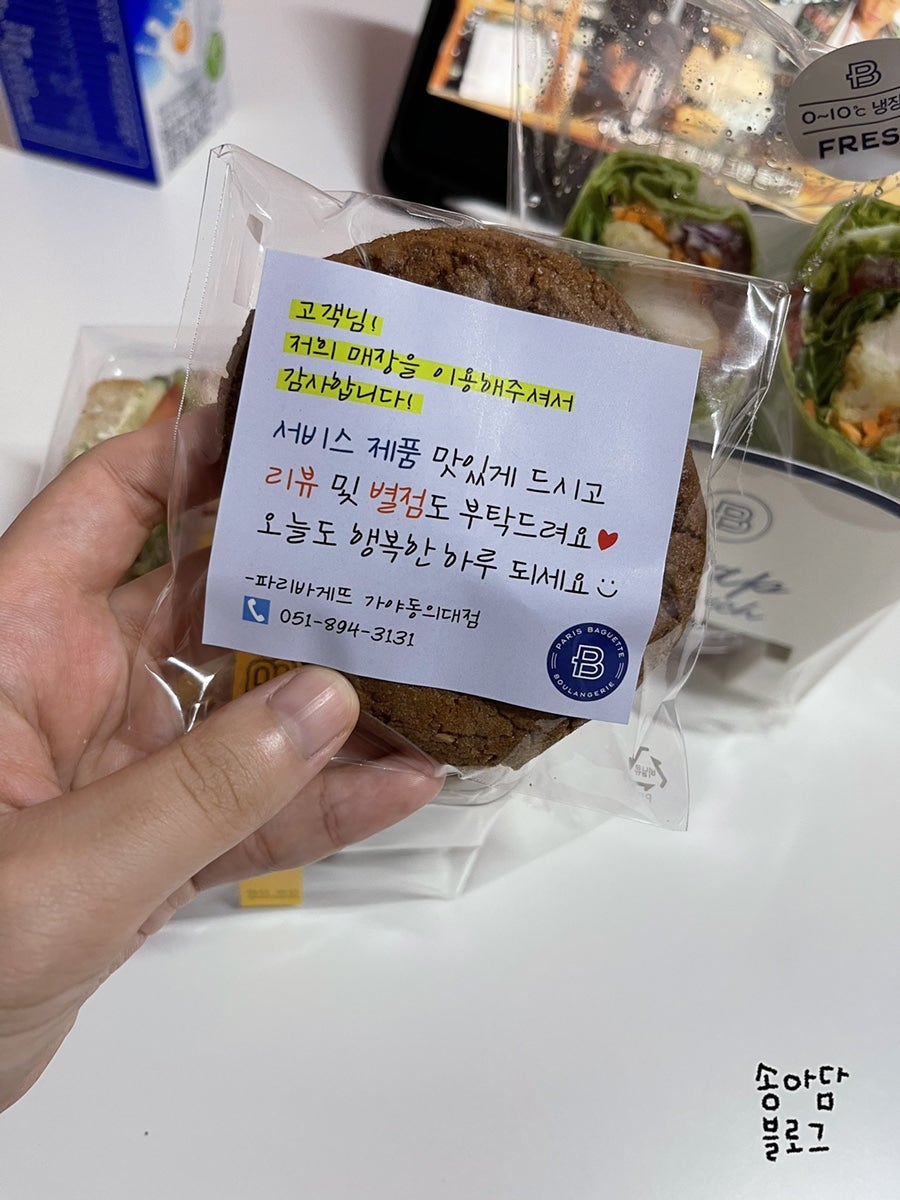 0~10℃ 냉장
FRES
고객님!
저희 매장을 이용해주셔서
감사합니다!
서비스 제품 맛있게 드시고
리뷰 및 별점도 부탁드려요♥
오늘도 행복한 하루 되세요
-파리바게뜨 가야동의대점
051-894-3131
PARIS BAGUETTE
B
BOULANGERIE
송아담
블로그